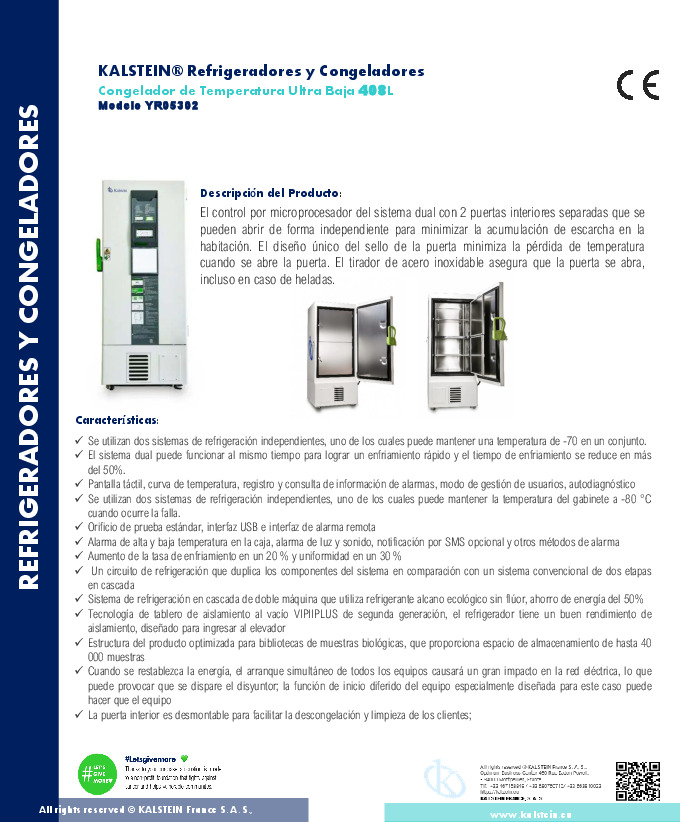 REFRIGERADORES Y CONGELADORES
KALSTEIN® Refrigeradores y Congeladores
Congelador de Temperatura Ultra Baja 408L
Modelo YR05302
CE
Descripción del Producto:
El control por microprocesador del sistema dual con 2 puertas interiores separadas que se
pueden abrir de forma independiente para minimizar la acumulación de escarcha en la
habitación. El diseño único del sello de la puerta minimiza la pérdida de temperatura
cuando se abre la puerta. El tirador de acero inoxidable asegura que la puerta se abra,
incluso en caso de heladas.
Características:
✓ Se utilizan dos sistemas de refrigeración independientes, uno de los cuales puede mantener una temperatura de -70 en un conjunto.
✓ El sistema dual puede funcionar al mismo tiempo para lograr un enfriamiento rápido y el tiempo de enfriamiento se reduce en más
del 50%.
✓ Pantalla táctil, curva de temperatura, registro y consulta de información de alarmas, modo de gestión de usuarios, autodiagnóstico
✓ Se utilizan dos sistemas de refrigeración independientes, uno de los cuales puede mantener la temperatura del gabinete a -80 °C
cuando ocurre la falla.
✓ Orificio de prueba estándar, interfaz USB e interfaz de alarma remota
✓ Alarma de alta y baja temperatura en la caja, alarma de luz y sonido, notificación por SMS opcional y otros métodos de alarma
✓ Aumento de la tasa de enfriamiento en un 20 % y uniformidad en un 30 %
✓ Un circuito de refrigeración que duplica los componentes del sistema en comparación con un sistema convencional de dos etapas
en cascada
✓ Sistema de refrigeración en cascada de doble máquina que utiliza refrigerante alcano ecológico sin flúor, ahorro de energía del 50%
✓ Tecnología de tablero de aislamiento al vacío VIPIIPLUS de segunda generación, el refrigerador tiene un buen rendimiento de
aislamiento, diseñado para ingresar al elevador
✓ Estructura del producto optimizada para bibliotecas de muestras biológicas, que proporciona espacio de almacenamiento de hasta 40
000 muestras
✓ Cuando se restablezca la energía, el arranque simultáneo de todos los equipos causará un gran impacto en la red eléctrica, lo que
puede provocar que se dispare el disyuntor; la función de inicio diferido del equipo especialmente diseñada para este caso puede
hacer que el equipo
✓ La puerta interior es desmontable para facilitar la descongelación y limpieza de los clientes;
# LET'S
GIVE
MORE
#Letsgivemore
All rights reserved © KALSTEIN France S. A. S.,
KALSTEIN FRANCE, S. A. S
All rights reserved © KALSTEIN France S. A. S.,
www.kalstein.co